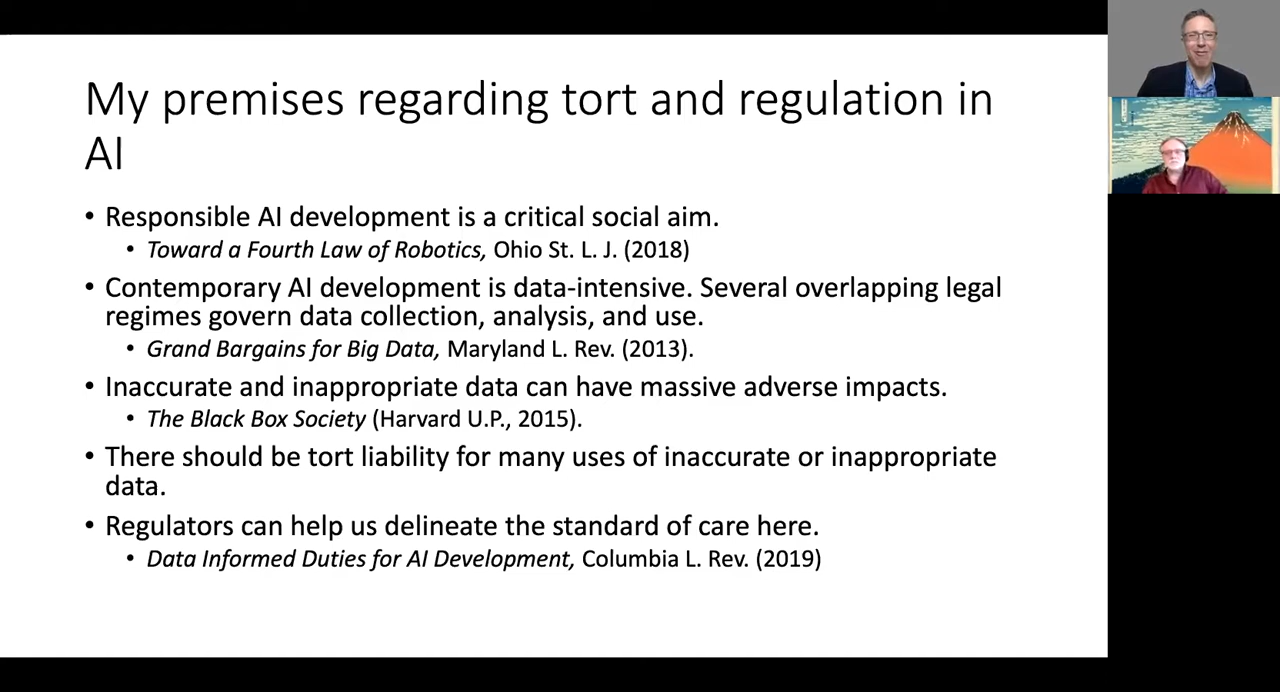 My premises regarding tort and regulation in
AI
• Responsible AI development is a critical social aim.
• Toward a Fourth Law of Robotics, Ohio St. L. J. (2018)
• Contemporary AI development is data-intensive. Several overlapping legal
regimes govern data collection, analysis, and use.
• Grand Bargains for Big Data, Maryland L. Rev. (2013).
• Inaccurate and inappropriate data can have massive adverse impacts.
• The Black Box Society (Harvard U.P., 2015).
• There should be tort liability for many uses of inaccurate or inappropriate
data.
• Regulators can help us delineate the standard of care here.
• Data Informed Duties for AI Development, Columbia L. Rev. (2019)